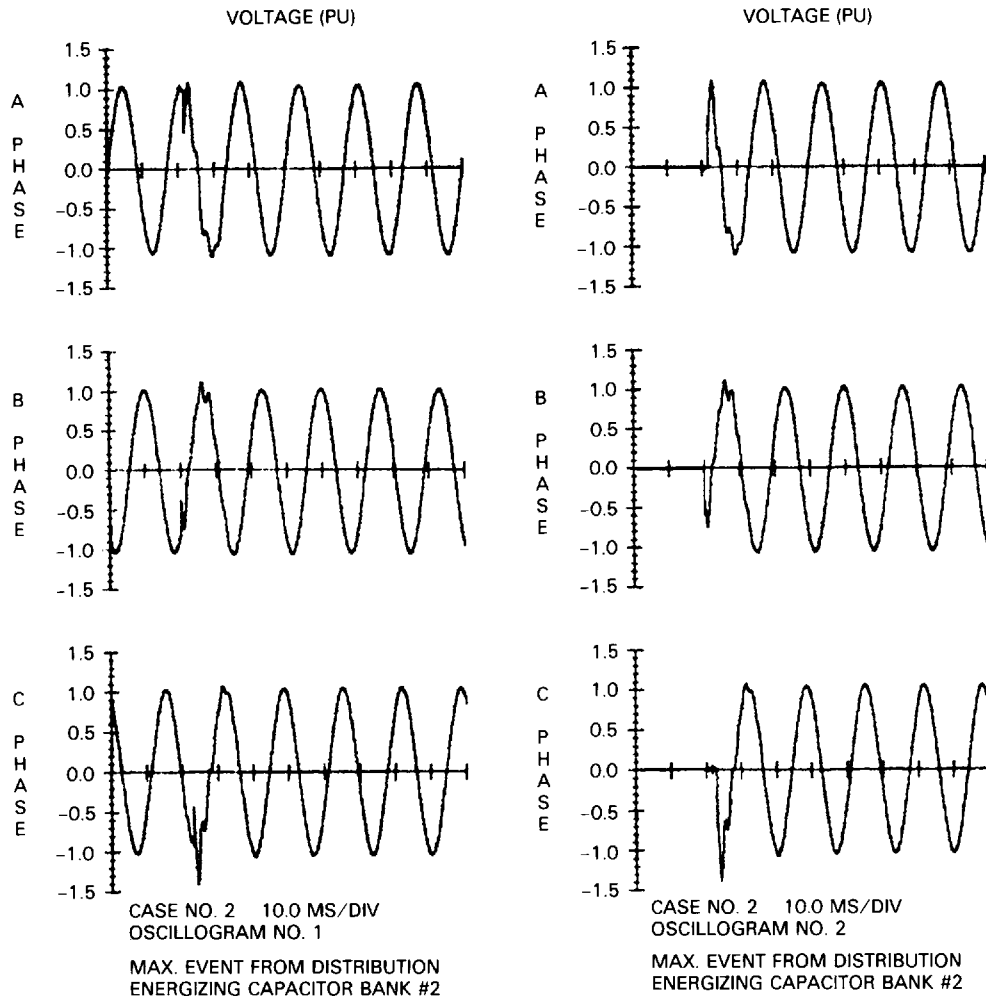 VOLTAGE (PU)
1.5
1.0
0.5
0.0
-0.5
-1.0
-1.5
A PHASE
1.5
1.0
0.5
0.0
-0.5
-1.0
-1.5
B PHASE
1.5
1.0
0.5
0.0
-0.5
-1.0
-1.5
C PHASE
CASE NO. 2 10.0 MS/DIV
OSCILLOGRAM NO. 1
MAX. EVENT FROM DISTRIBUTION
ENERGIZING CAPACITOR BANK #2
VOLTAGE (PU)
1.5
1.0
0.5
0.0
-0.5
-1.0
-1.5
A PHASE
1.5
1.0
0.5
0.0
-0.5
-1.0
-1.5
B PHASE
1.5
1.0
0.5
0.0
-0.5
-1.0
-1.5
C PHASE
CASE NO. 2 10.0 MS/DIV
OSCILLOGRAM NO. 2
MAX. EVENT FROM DISTRIBUTION
ENERGIZING CAPACITOR BANK #2